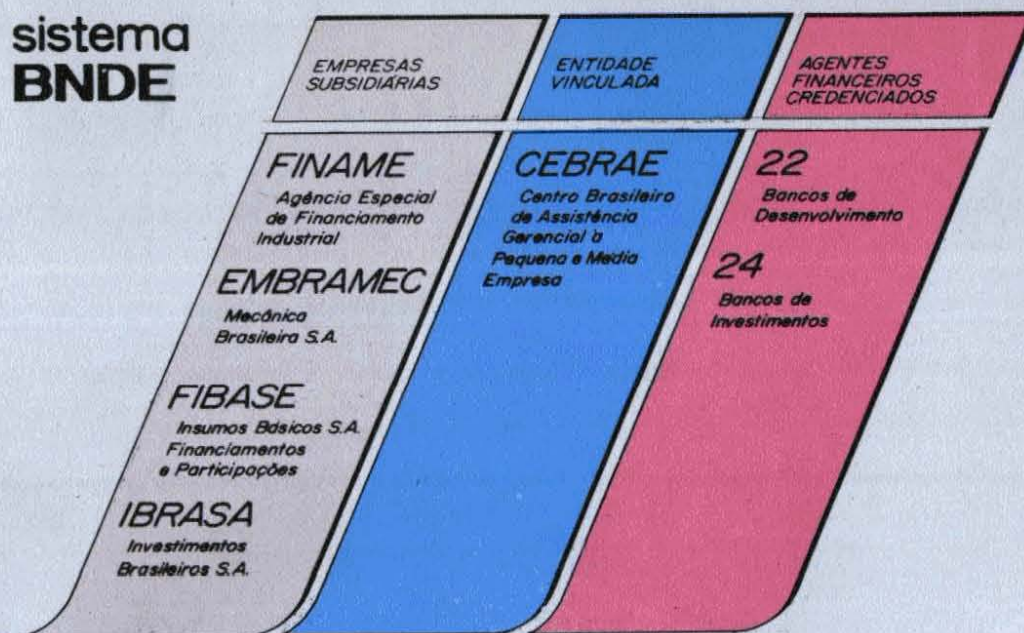 sistema
BNDE
EMPRESAS
SUBSIDIÁRIAS
FINAME
Agência Especial
de Financiamento
Industrial
EMBRAMEC
Mecânica
Brasileira S.A.
FIBASE
Insumos Básicos S.A.
Financiamentos
e Participações
IBRASA
Investimentos
Brasileiros S.A.
ENTIDADE
VINCULADA
CEBRAE
Centro Brasileiro
de Assistência
Gerencial à
Pequena e Média
Empresa
AGENTES
FINANCEIROS
CREDENCIADOS
22
Bancos de
Desenvolvimento
24
Bancos de
Investimentos